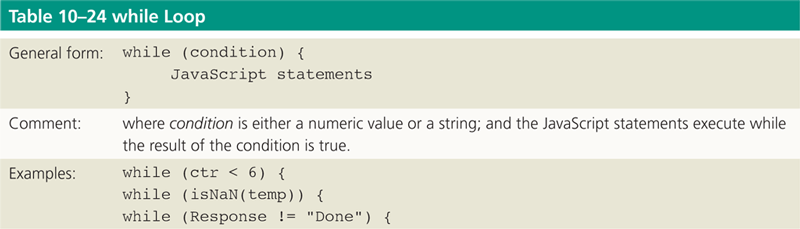 Table 10–24 while Loop
General form: while (condition) {
JavaScript statements
}
Comment: where condition is either a numeric value or a string; and the JavaScript statements execute while
the result of the condition is true.
Examples: while (ctr < 6) {
while (isNaN(temp)) {
while (Response != "Done") {